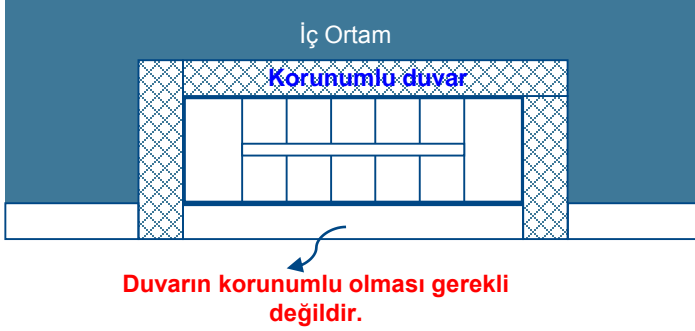 İç Ortam
Korunumlu duvar
Duvarın korunumlu olması gerekli
değildir.